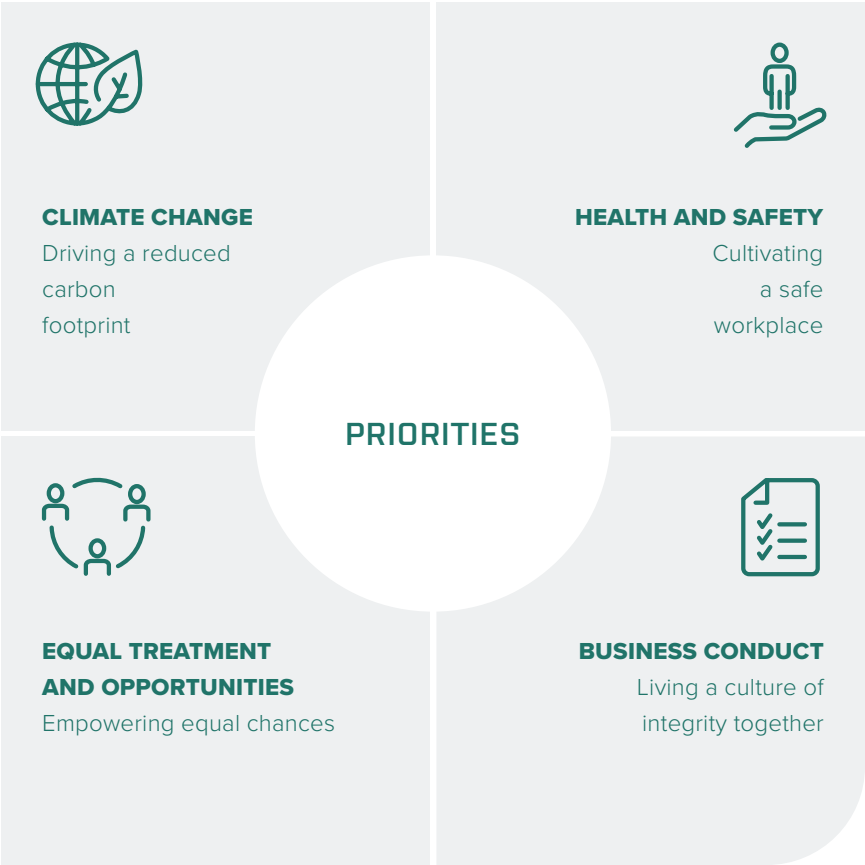 CLIMATE CHANGE
Driving a reduced
carbon
footprint
HEALTH AND SAFETY
Cultivating
a safe
workplace
PRIORITIES
EQUAL TREATMENT
AND OPPORTUNITIES
Empowering equal chances
BUSINESS CONDUCT
Living a culture of
integrity together